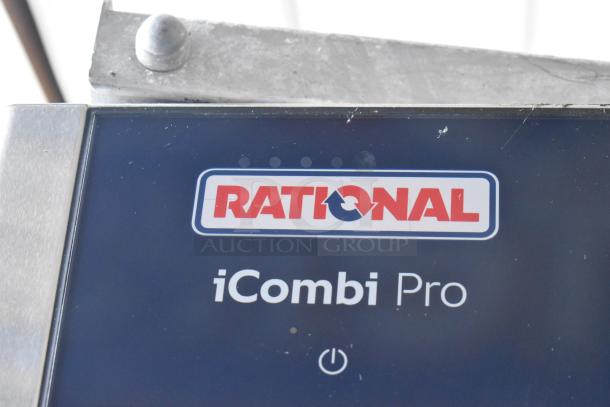 RATIONAL
AUCTION GROUP
iCombi Pro